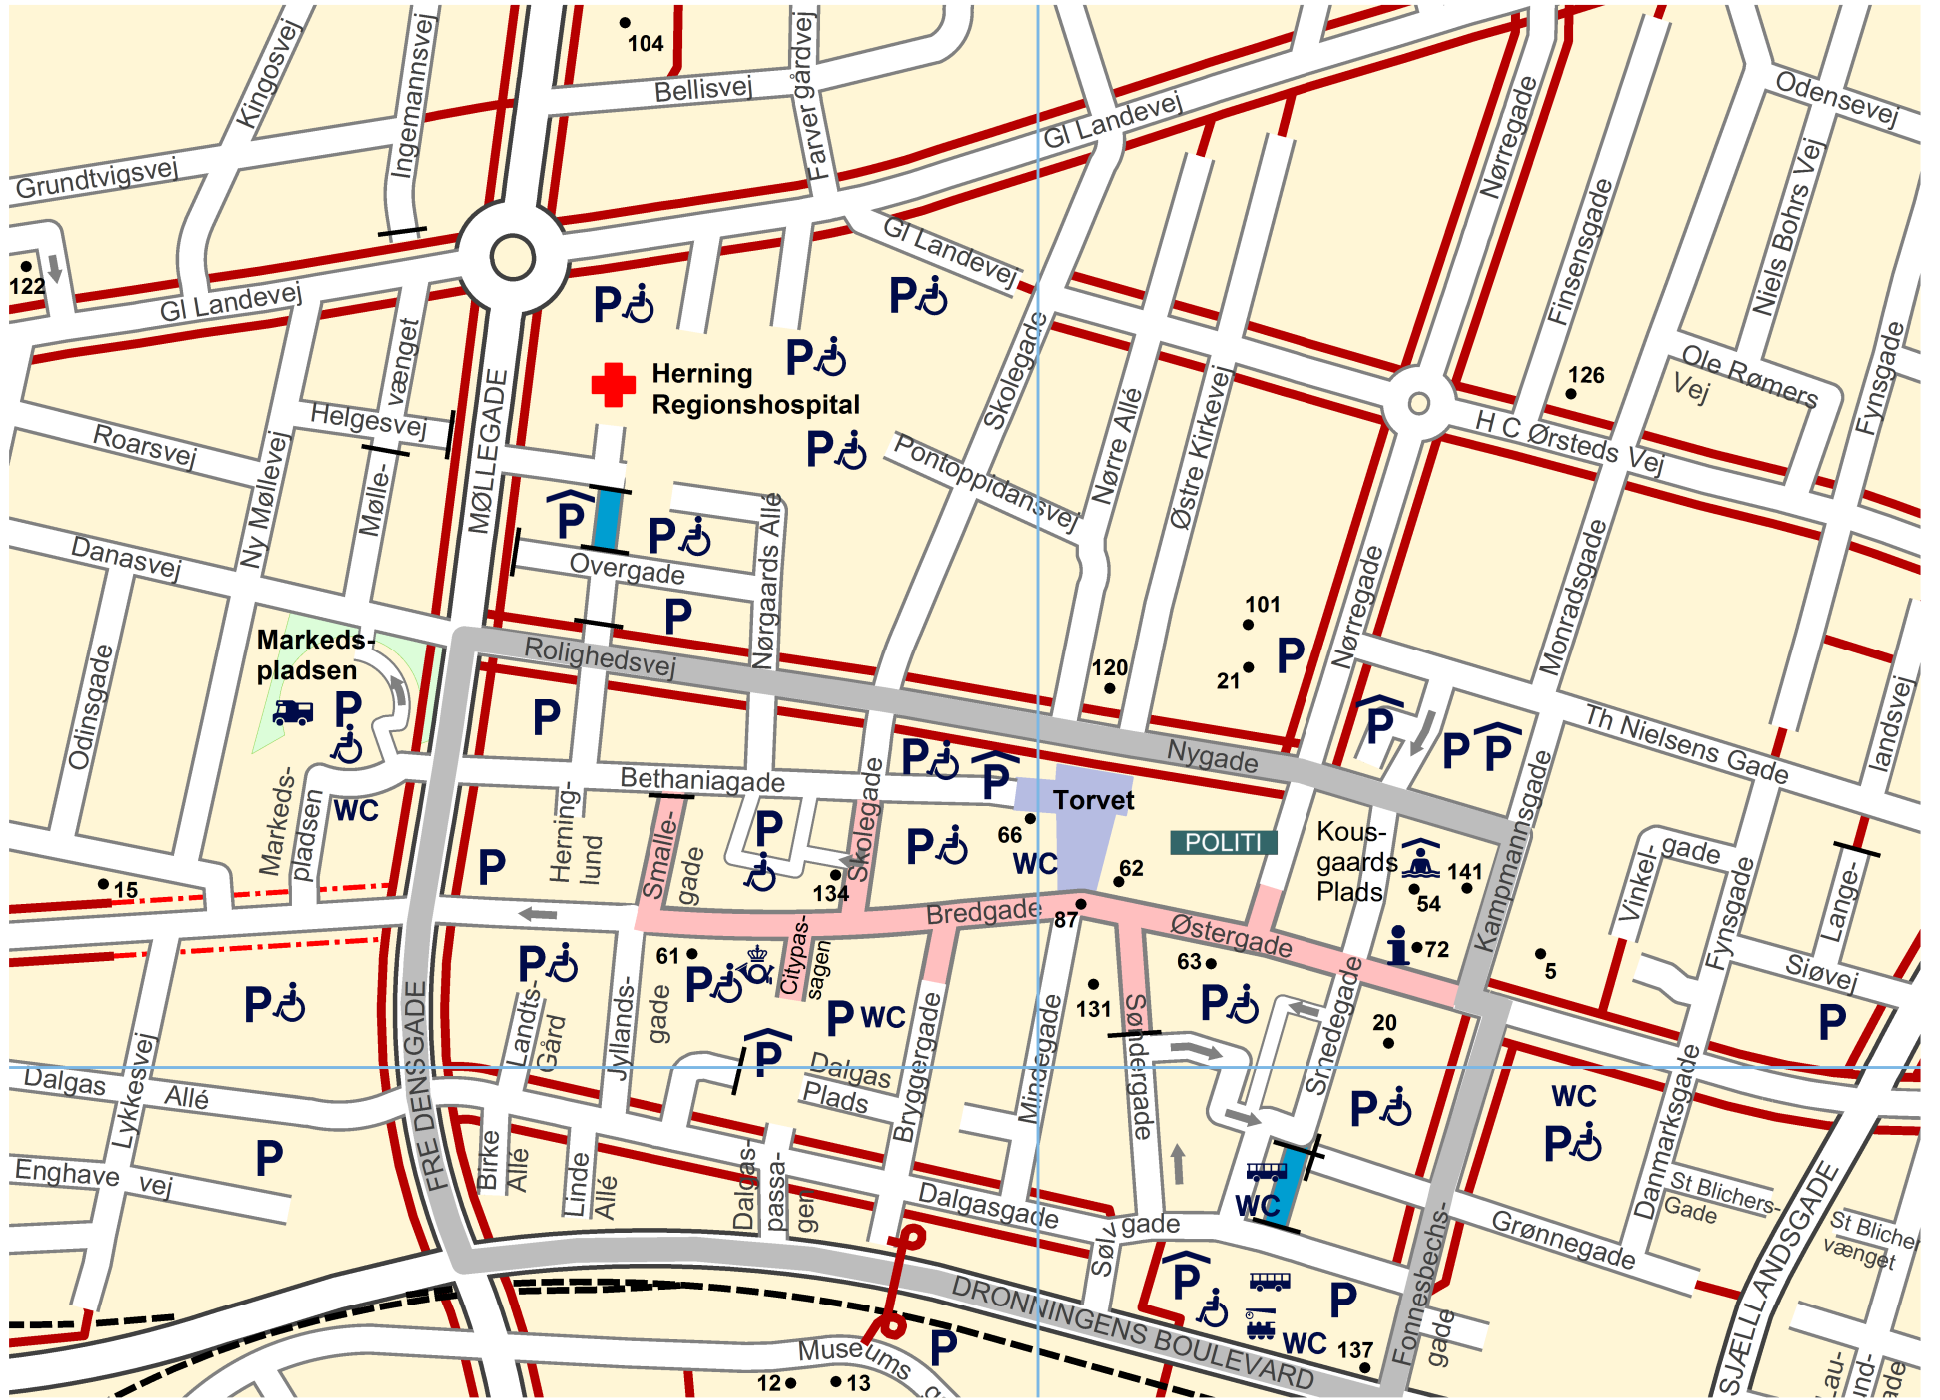 104
Kingosvej
Ingemannsvej
Bellisvej
Farver gårdvej
Gl Landevej
Nørregade
Odensevej
Grundtvigsvej
Finsensgade
Niels Bohrs Vej
122
Gl Landevej
Gl Landevej
P
P
P
Herning
Regionshospital
Skolegade
Nørre Allé
Østre Kirkevej
126
Ole Rømers
Vej
Fynsgade
H C Ørsteds Vej
Mølle-
vænget
Helgesvej
Roarsvej
Ny Møllevej
MØLLEGADE
P
Pontoppidansvej
P
P
Overgade
P
Nørgaards Allé
Danasvej
Nørregade
Monradsgade
101
P
21
120
Markeds-
pladsen
P
Odinsgade
Rolighedsvej
P
P
P
P
Th Nielsens Gade
landsvej
Nygade
Bethaniagade
P
P
Torvet
Markeds-
pladsen
WC
Herning-
lund
Smalle-
gade
P
Skolegade
P
66
WC
62
POLITI
Kous-
gaards
Plads
141
54
72
Kampmannsgade
Vinkel-
gade
Fynsgade
Lange-
15
P
134
87
Bredgade
Østergade
Siøvej
5
61
P
Citypas-
sagen
P
P
P WC
63
P
131
P
Lands-
Gård
Jyllands-
gade
Bryggergade
Mindegade
Søndergade
Smedegade
20
P
FRE DENSGADE
Lykkesvej
Dalgas
Allé
P
Dalgas
Plads
P
WC
P
Danmarksgade
P
Enghave vej
Birke
Allé
Linde
Allé
Dalgas-
passa-
gen
Dalgasgade
WC
Sølv gade
Grønnegade
St Blichers-
Gade
St Blicher
vænget
SJÆLLANDSGADE
P
P
WC
137
Fonnesbechs-
gade
DRONNINGENS BOULEVARD
P
Museums
12
13